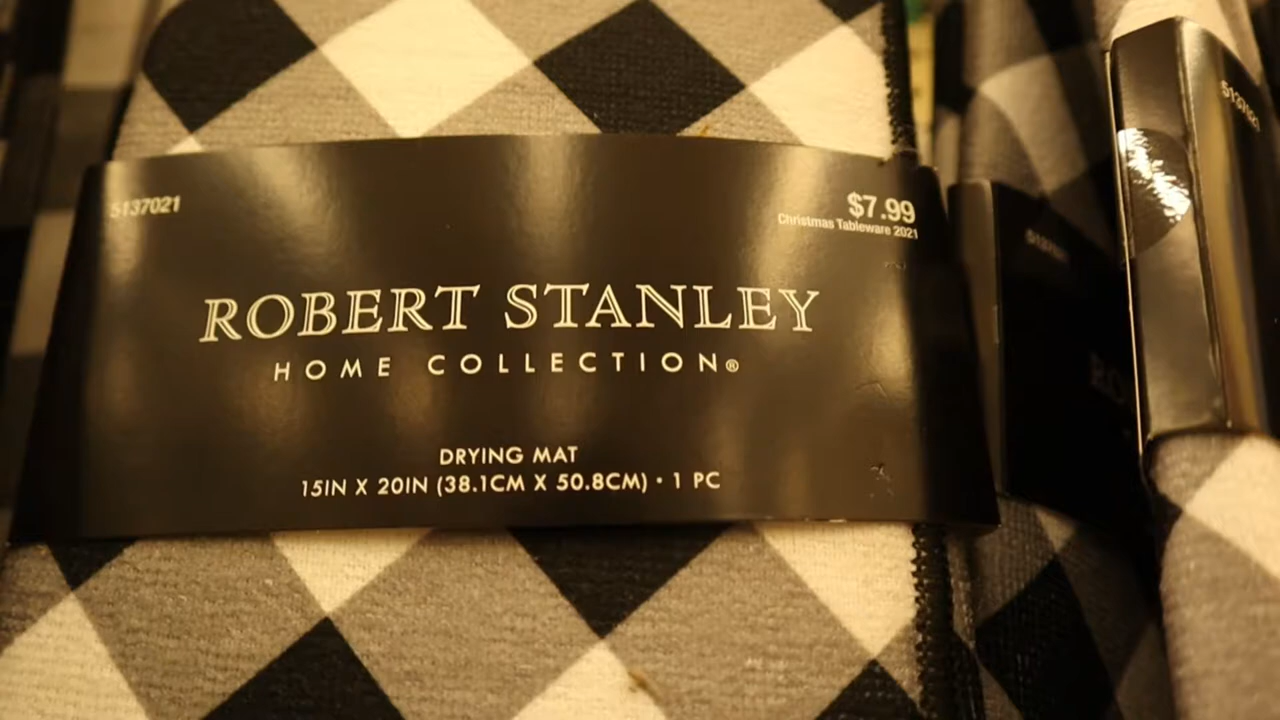 5137021
$7.99
Christmas Tableware 2021
ROBERT STANLEY
HOME COLLECTION®
DRYING MAT
15IN X 20IN (38.1CM X 50.8CM) • 1 PC
5137021